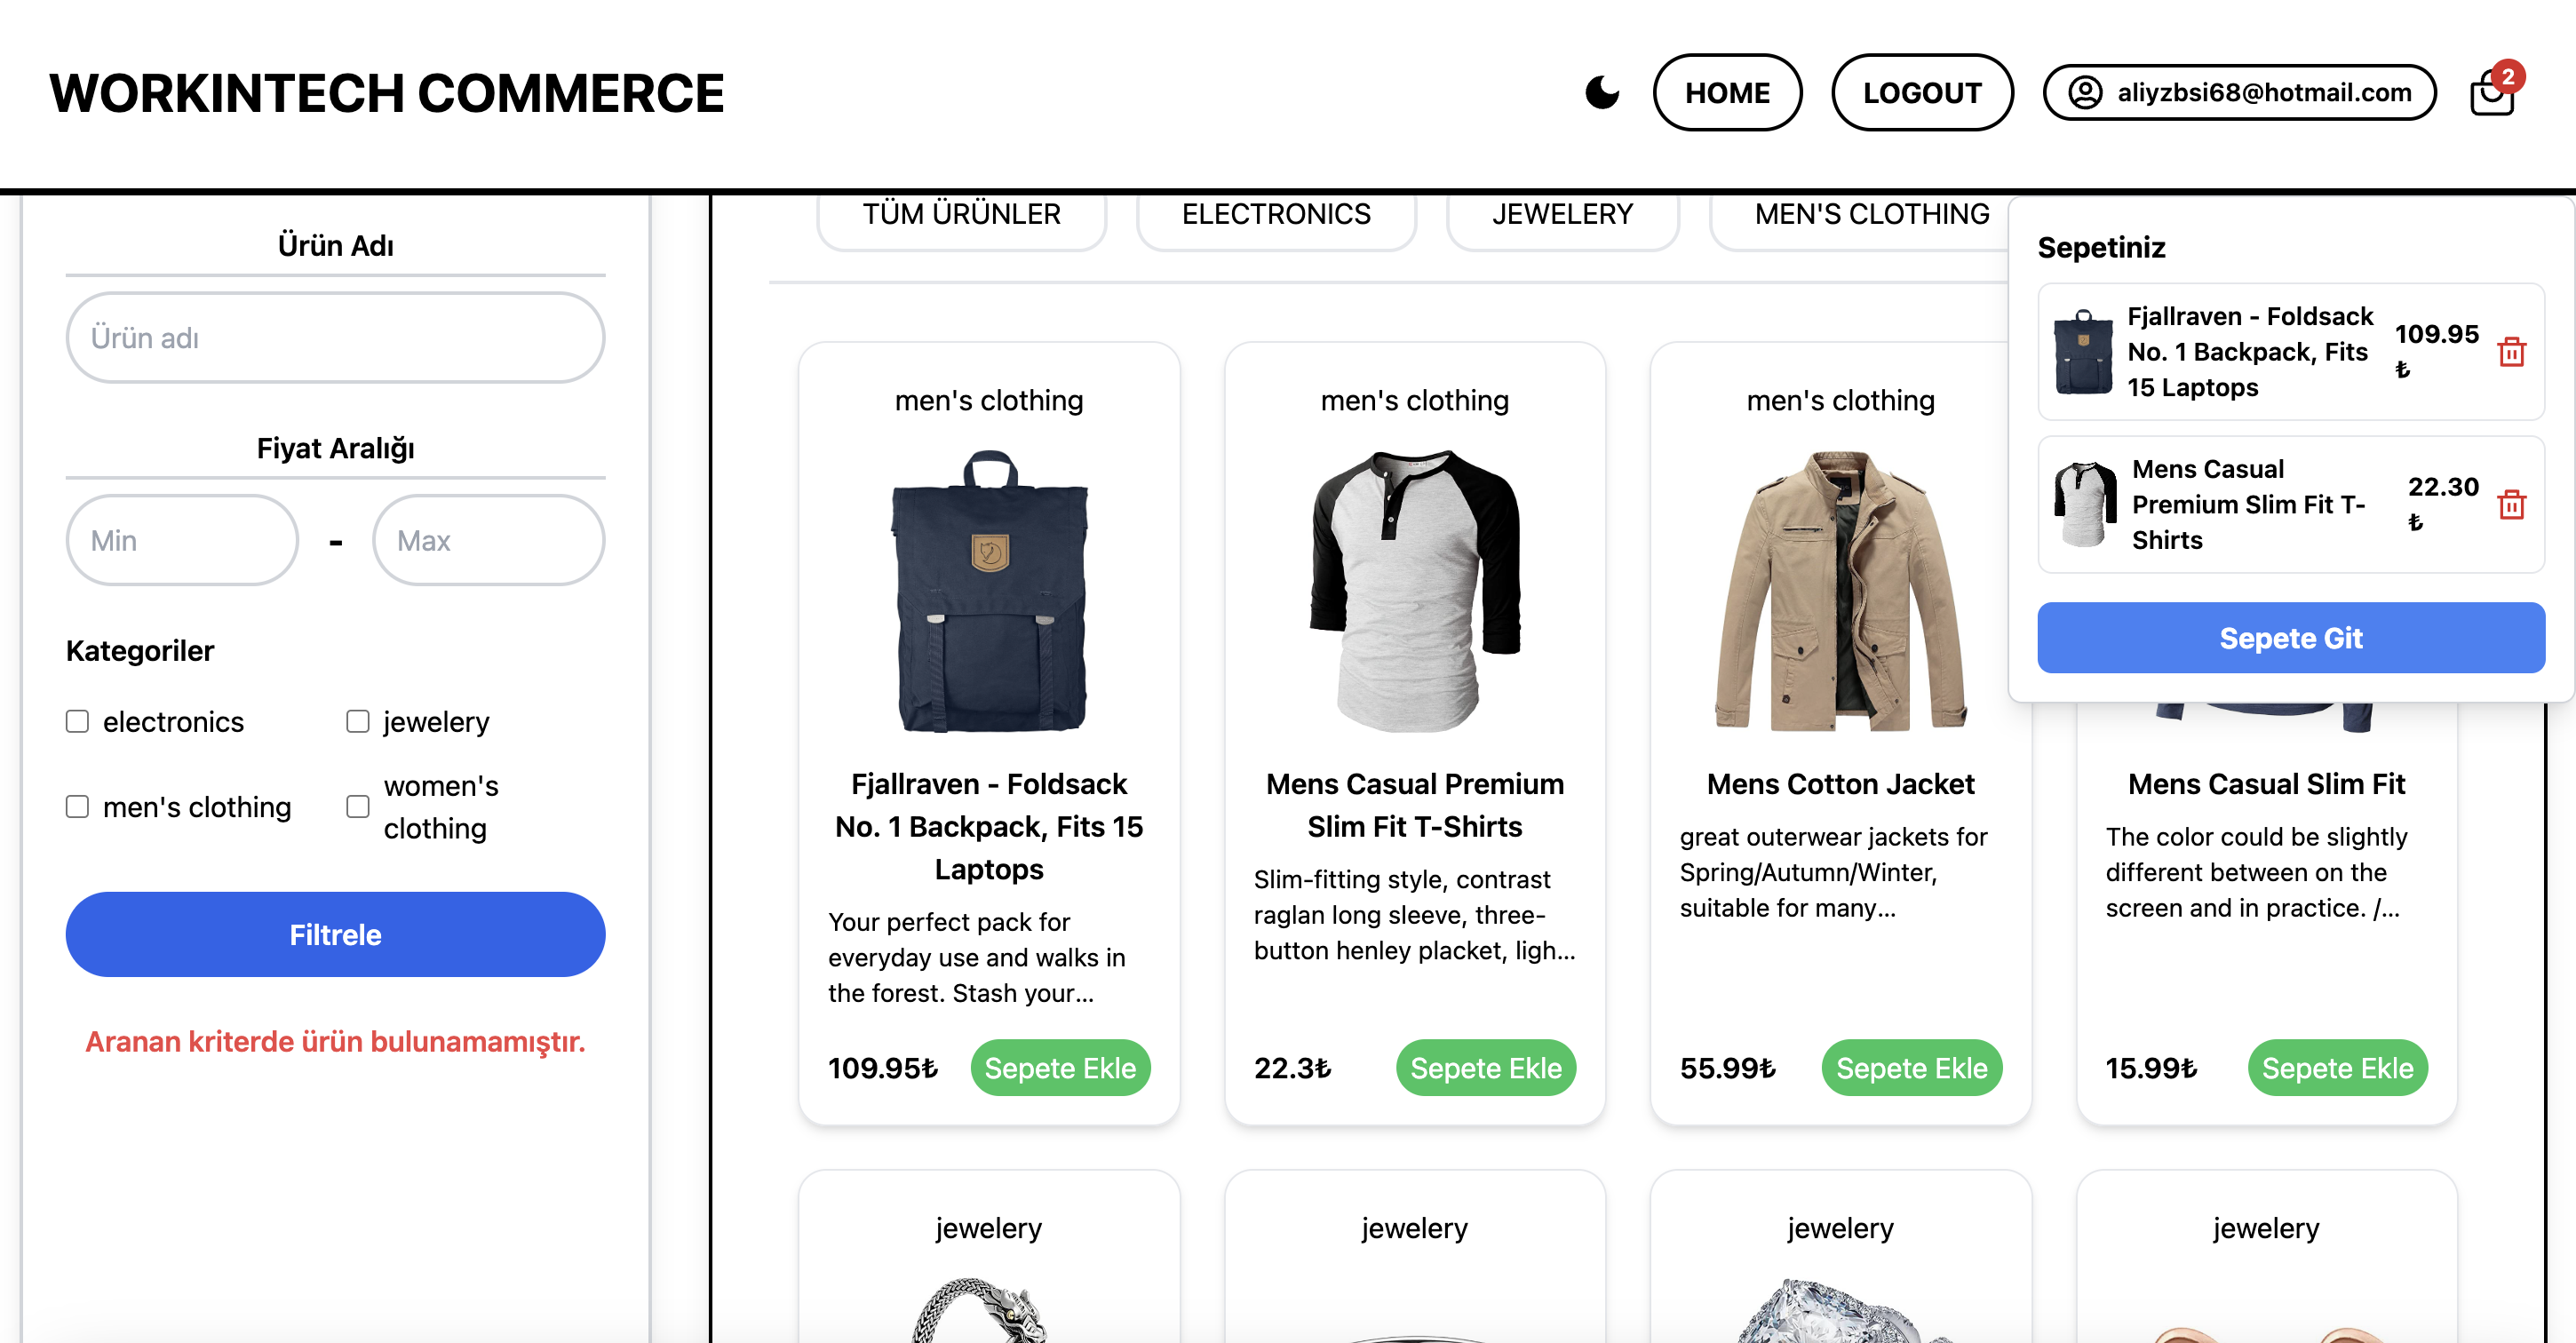 WORKINTECH COMMERCE
HOME
LOGOUT
aliyzbsi68@hotmail.com
2
Ürün Adı
Ürün adı
Fiyat Aralığı
Min
-
Max
Kategoriler
electronics
jewelery
men's clothing
women's
clothing
Filtrele
Aranan kriterde ürün bulunamamıştır.
TÜM ÜRÜNLER
ELECTRONICS
JEWELERY
MEN'S CLOTHING
men's clothing
Fjallraven - Foldsack
No. 1 Backpack, Fits 15
Laptops
Your perfect pack for
everyday use and walks in
the forest. Stash your...
109.95₺
Sepete Ekle
men's clothing
Mens Casual Premium
Slim Fit T-Shirts
Slim-fitting style, contrast
raglan long sleeve, three-
button henley placket, ligh...
22.3₺
Sepete Ekle
men's clothing
Mens Cotton Jacket
great outerwear jackets for
Spring/Autumn/Winter,
suitable for many...
55.99₺
Sepete Ekle
Mens Casual Slim Fit
The color could be slightly
different between on the
screen and in practice. /...
15.99₺
Sepete Ekle
jewelery
jewelery
jewelery
jewelery
Sepetiniz
Fjallraven - Foldsack
No. 1 Backpack, Fits
15 Laptops
109.95
₺
Mens Casual
Premium Slim Fit T-
Shirts
22.30
₺
Sepete Git